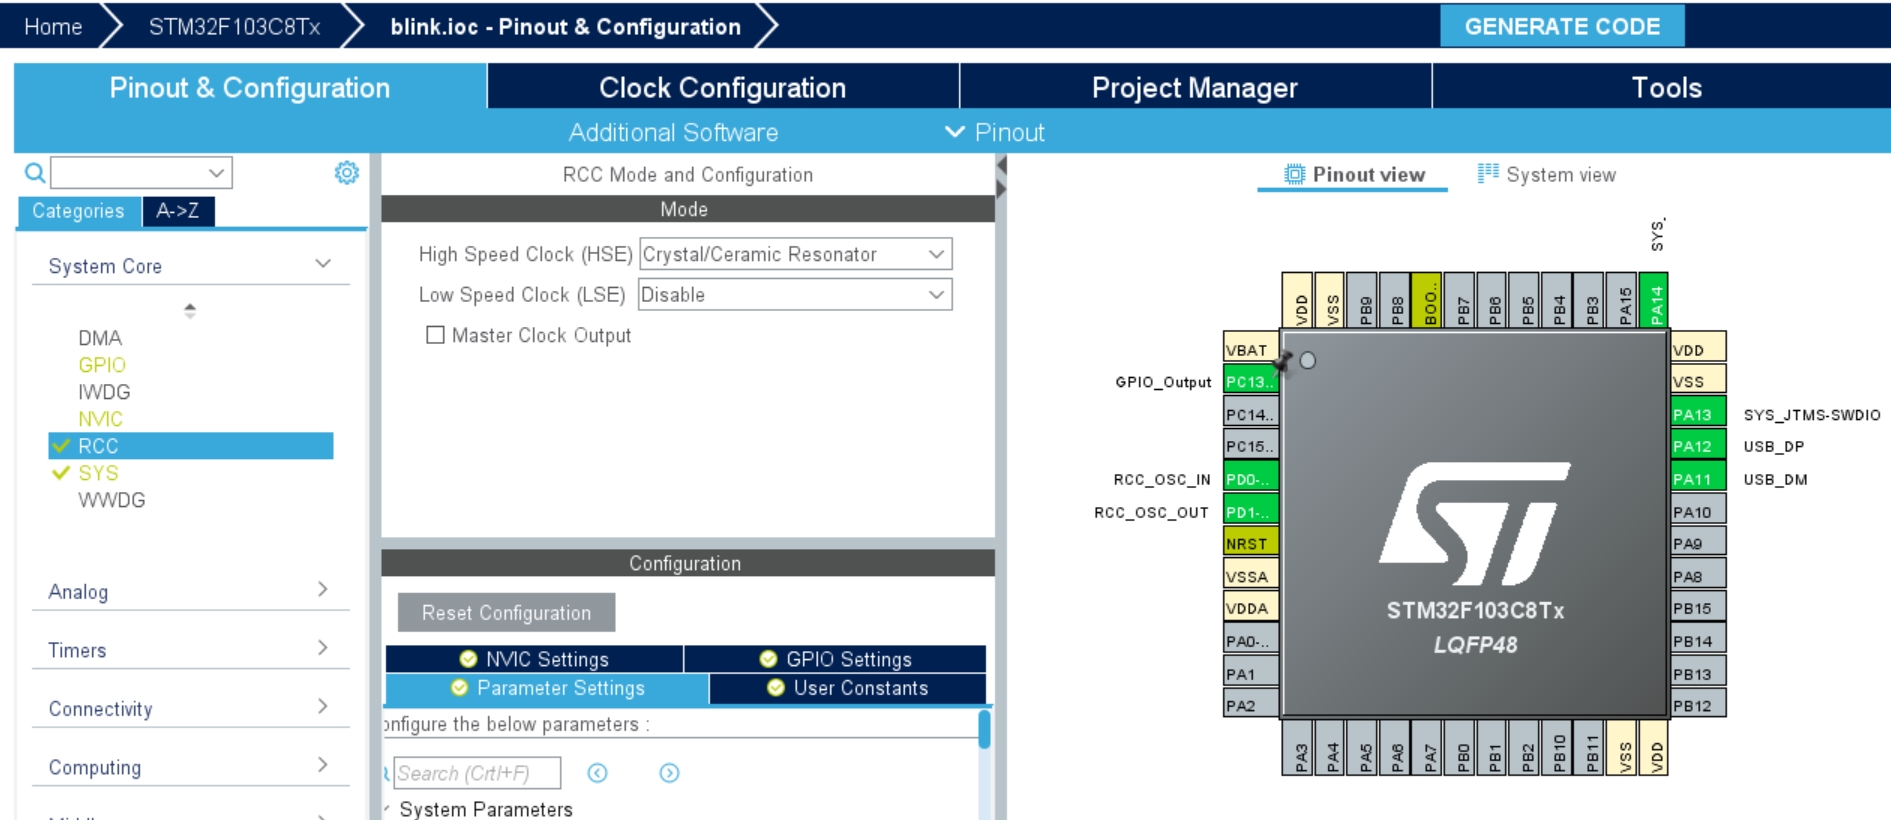 Home STM32F103C8Tx blink.ioc - Pinout & Configuration GENERATE CODE
Pinout & Configuration Clock Configuration Project Manager Tools
Additional Software Pinout
Categories A->Z
System Core
DMA
GPIO
IWDG
NVIC
RCC
SYS
WWDG
Analog
Timers
Connectivity
Computing
RCC Mode and Configuration
Mode
High Speed Clock (HSE) Crystal/Ceramic Resonator
Low Speed Clock (LSE) Disable
Master Clock Output
Configuration
Reset Configuration
NVIC Settings GPIO Settings
Parameter Settings User Constants
onfigure the below parameters :
Search (Crtl+F)
System Parameters
Pinout view System view
SYS_
VDD VSS PB9 PB8 BOO.. PB7 PB6 PB5 PB4 PB3 PA15 PA14
VBAT
GPIO_Output PC13..
PC14..
PC15..
RCC_OSC_IN PD0-..
RCC_OSC_OUT PD1-..
NRST
VSSA
VDDA
PA0-..
PA1
PA2
ST
STM32F103C8Tx
LQFP48
VDD
VSS
PA13 SYS_JTMS-SWDIO
PA12 USB_DP
PA11 USB_DM
PA10
PA9
PA8
PB15
PB14
PB13
PB12
PA3 PA4 PA5 PA6 PA7 PB0 PB1 PB2 PB10 PB11 VSS VDD